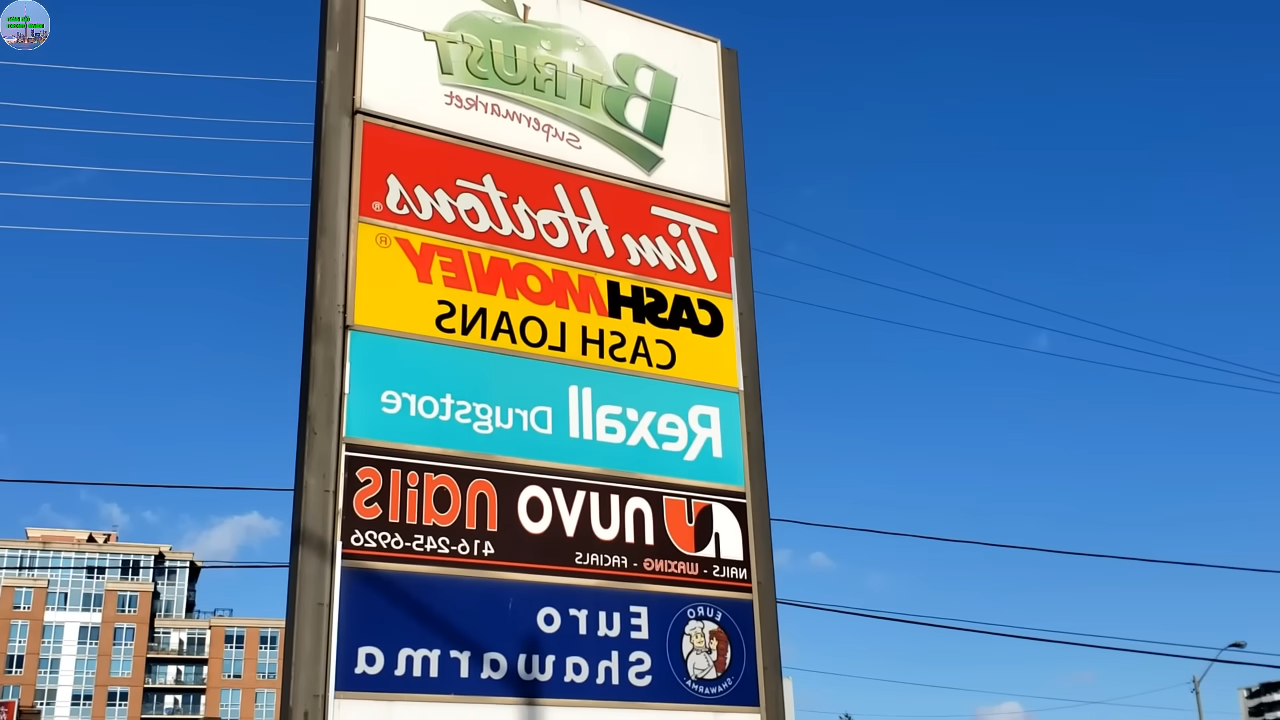 BTRUST
Supermarket
Tim Hortons®
CASH MONEY®
CASH LOANS
Rexall Drugstore
nuvo nails
416-245-6926
NAILS - WAXING - FACIALS
EURO
SHAWARMA
Euro
Shawarma